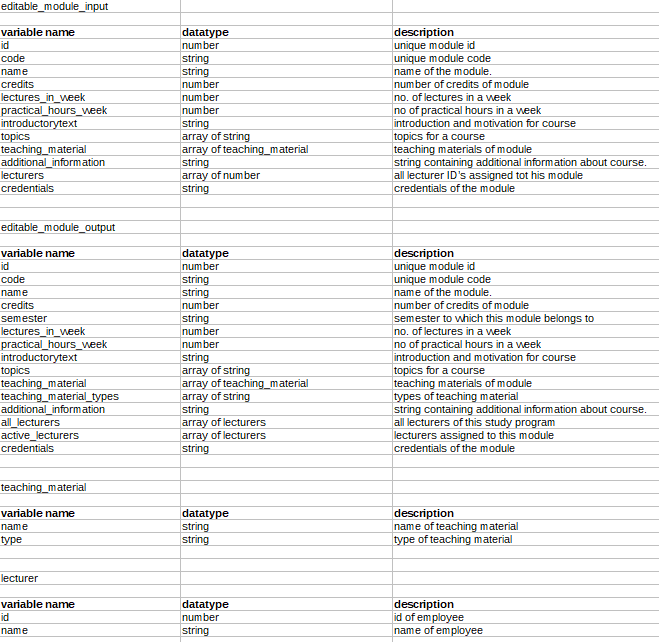 editable_module_input
variable name datatype description
id number unique module id
code string unique module code
name string name of the module.
credits number number of credits of module
lectures_in_week number no. of lectures in a week
practical_hours_week number no of practical hours in a week
introductorytext string introduction and motivation for course
topics array of string topics for a course
teaching_material array of teaching_material teaching materials of module
additional_information string string containing additional information about course.
lecturers array of number all lecturer ID's assigned tot his module
credentials string credentials of the module
editable_module_output
variable name datatype description
id number unique module id
code string unique module code
name string name of the module.
credits number number of credits of module
semester string semester to which this module belongs to
lectures_in_week number no. of lectures in a week
practical_hours_week number no of practical hours in a week
introductorytext string introduction and motivation for course
topics array of string topics for a course
teaching_material array of teaching_material teaching materials of module
teaching_material_types array of string types of teaching material
additional_information string string containing additional information about course.
all_lecturers array of lecturers all lecturers of this study program
active_lecturers array of lecturers lecturers assigned to this module
credentials string credentials of the module
teaching_material
variable name datatype description
name string name of teaching material
type string type of teaching material
lecturer
variable name datatype description
id number id of employee
name string name of employee